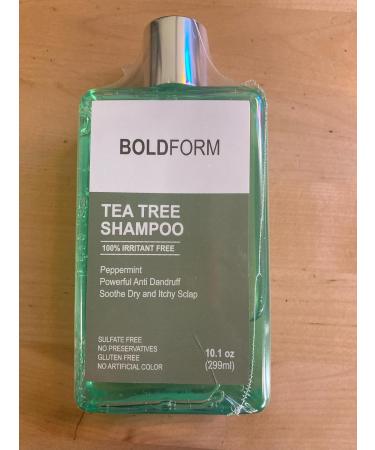 BOLDFORM
TEA TREE
SHAMPOO
100% IRRITANT FREE
Peppermint
Powerful Anti Dandruff
Soothe Dry and Itchy Sclap
SULFATE FREE
NO PRESERVATIVES
GLUTEN FREE
NO ARTIFICIAL COLOR
10.1 oz
(299ml)